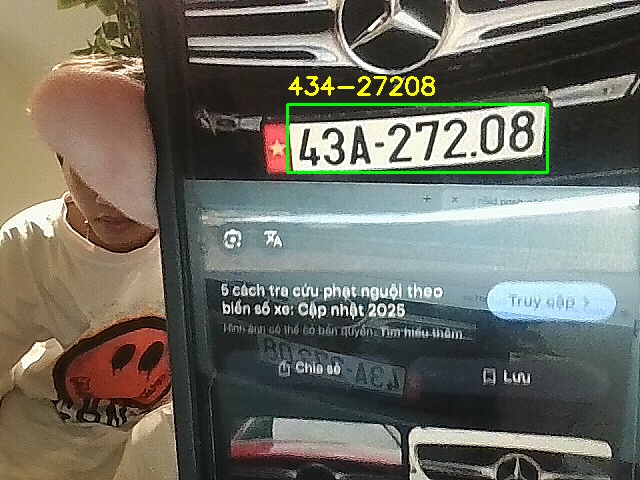 434-27208
43A-272.08
5 cách tra cứu phạt nguội theo
biển số xe: Cập nhật 2025
Truy cập >
Hình ảnh có thể có bản quyền. Tìm hiểu thêm
Chia sẻ
Lưu